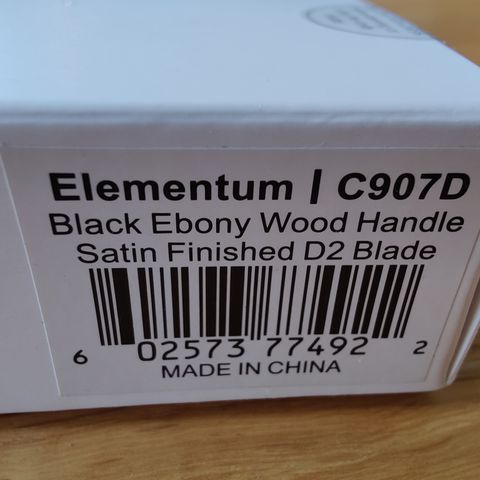 Elementum | C907D
Black Ebony Wood Handle
Satin Finished D2 Blade
6 02573 77492 2
MADE IN CHINA